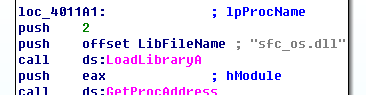 loc_4011A1: ; lpProcName
push 2
push offset LibFileName ; "sfc_os.dll"
call ds:LoadLibraryA
push eax ; hModule
call ds:GetProcAddress